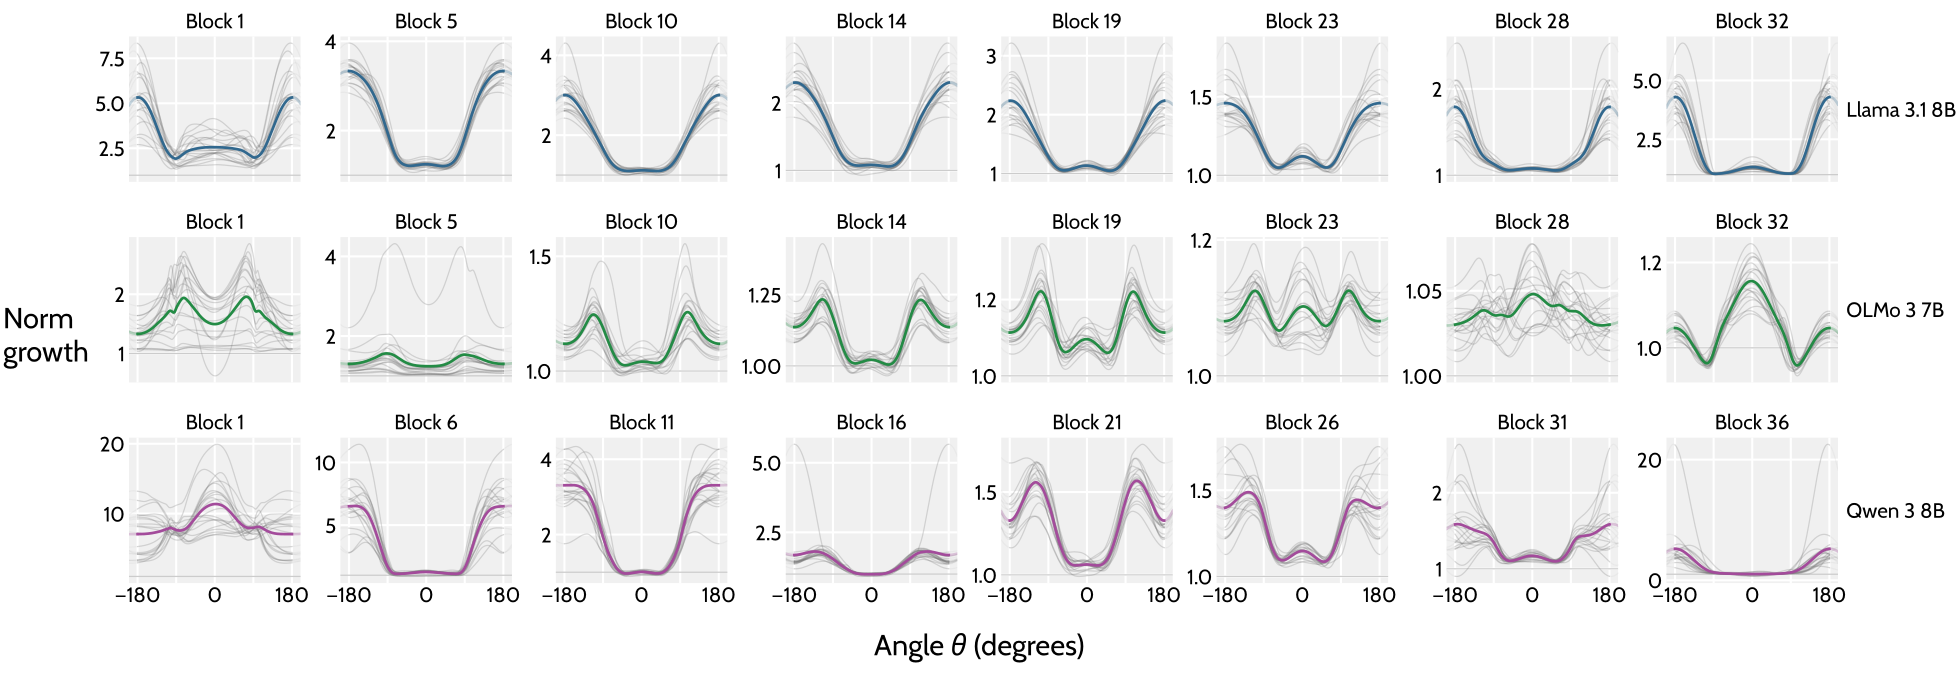 Block 1 Block 5 Block 10 Block 14 Block 19 Block 23 Block 28 Block 32
7.5 5.0 2.5
4 2
4 2
2 1
3 2 1
1.5 1.0
2 1
5.0 2.5
Llama 3.1 8B
Block 1 Block 5 Block 10 Block 14 Block 19 Block 23 Block 28 Block 32
2 1
4 2
1.5 1.0
1.25 1.00
1.2 1.0
1.2 1.0
1.05 1.00
1.2 1.0
OLMo 3 7B
Norm
growth
Block 1 Block 6 Block 11 Block 16 Block 21 Block 26 Block 31 Block 36
20 10
10 5
4 2
5.0 2.5
1.5 1.0
1.5 1.0
2 1
20 0
Qwen 3 8B
−180 0 180 −180 0 180 −180 0 180 −180 0 180 −180 0 180 −180 0 180 −180 0 180 −180 0 180
Angle θ (degrees)